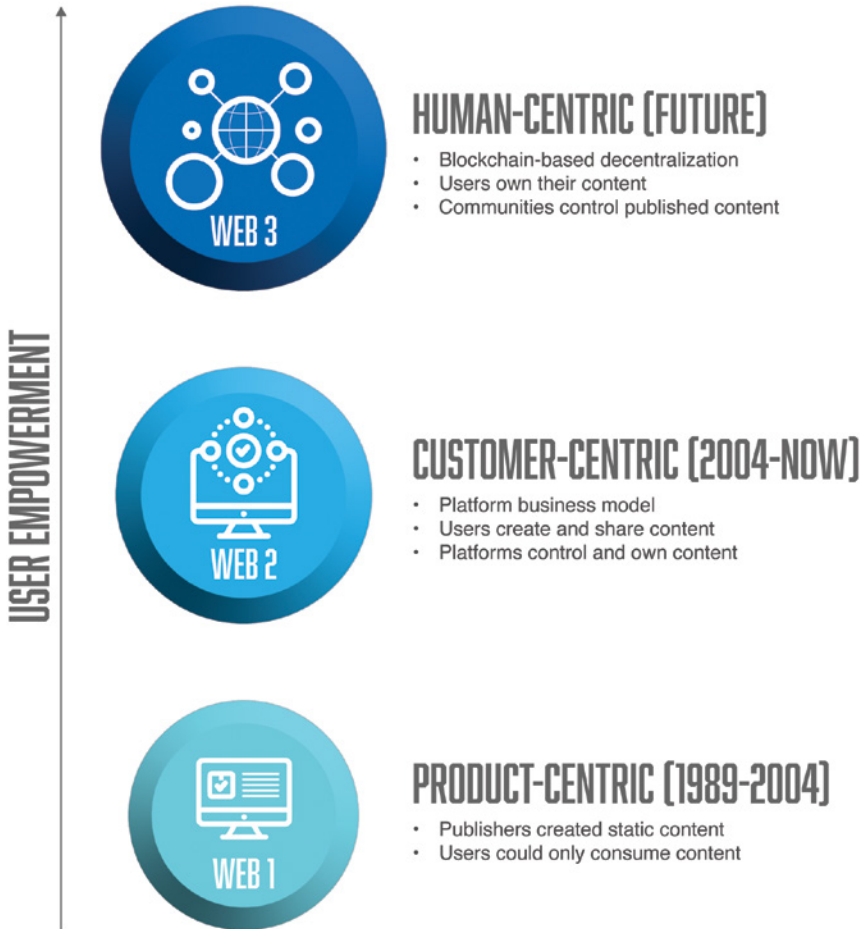 USER EMPOWERMENT
WEB 3
HUMAN-CENTRIC (FUTURE)
• Blockchain-based decentralization
• Users own their content
• Communities control published content
WEB 2
CUSTOMER-CENTRIC (2004-NOW)
• Platform business model
• Users create and share content
• Platforms control and own content
WEB 1
PRODUCT-CENTRIC (1989-2004)
• Publishers created static content
• Users could only consume content